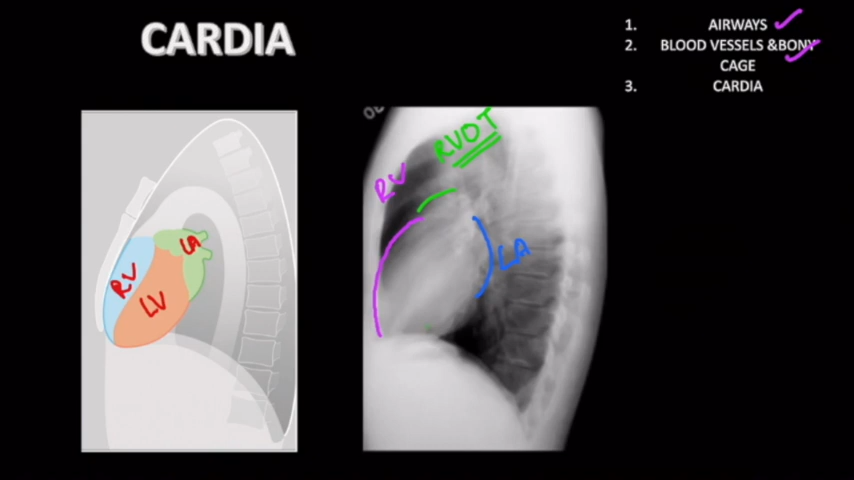 CARDIA
1. AIRWAYS
2. BLOOD VESSELS &BONY
CAGE
3. CARDIA
RV
LV
LA
RV
RVOT
LA